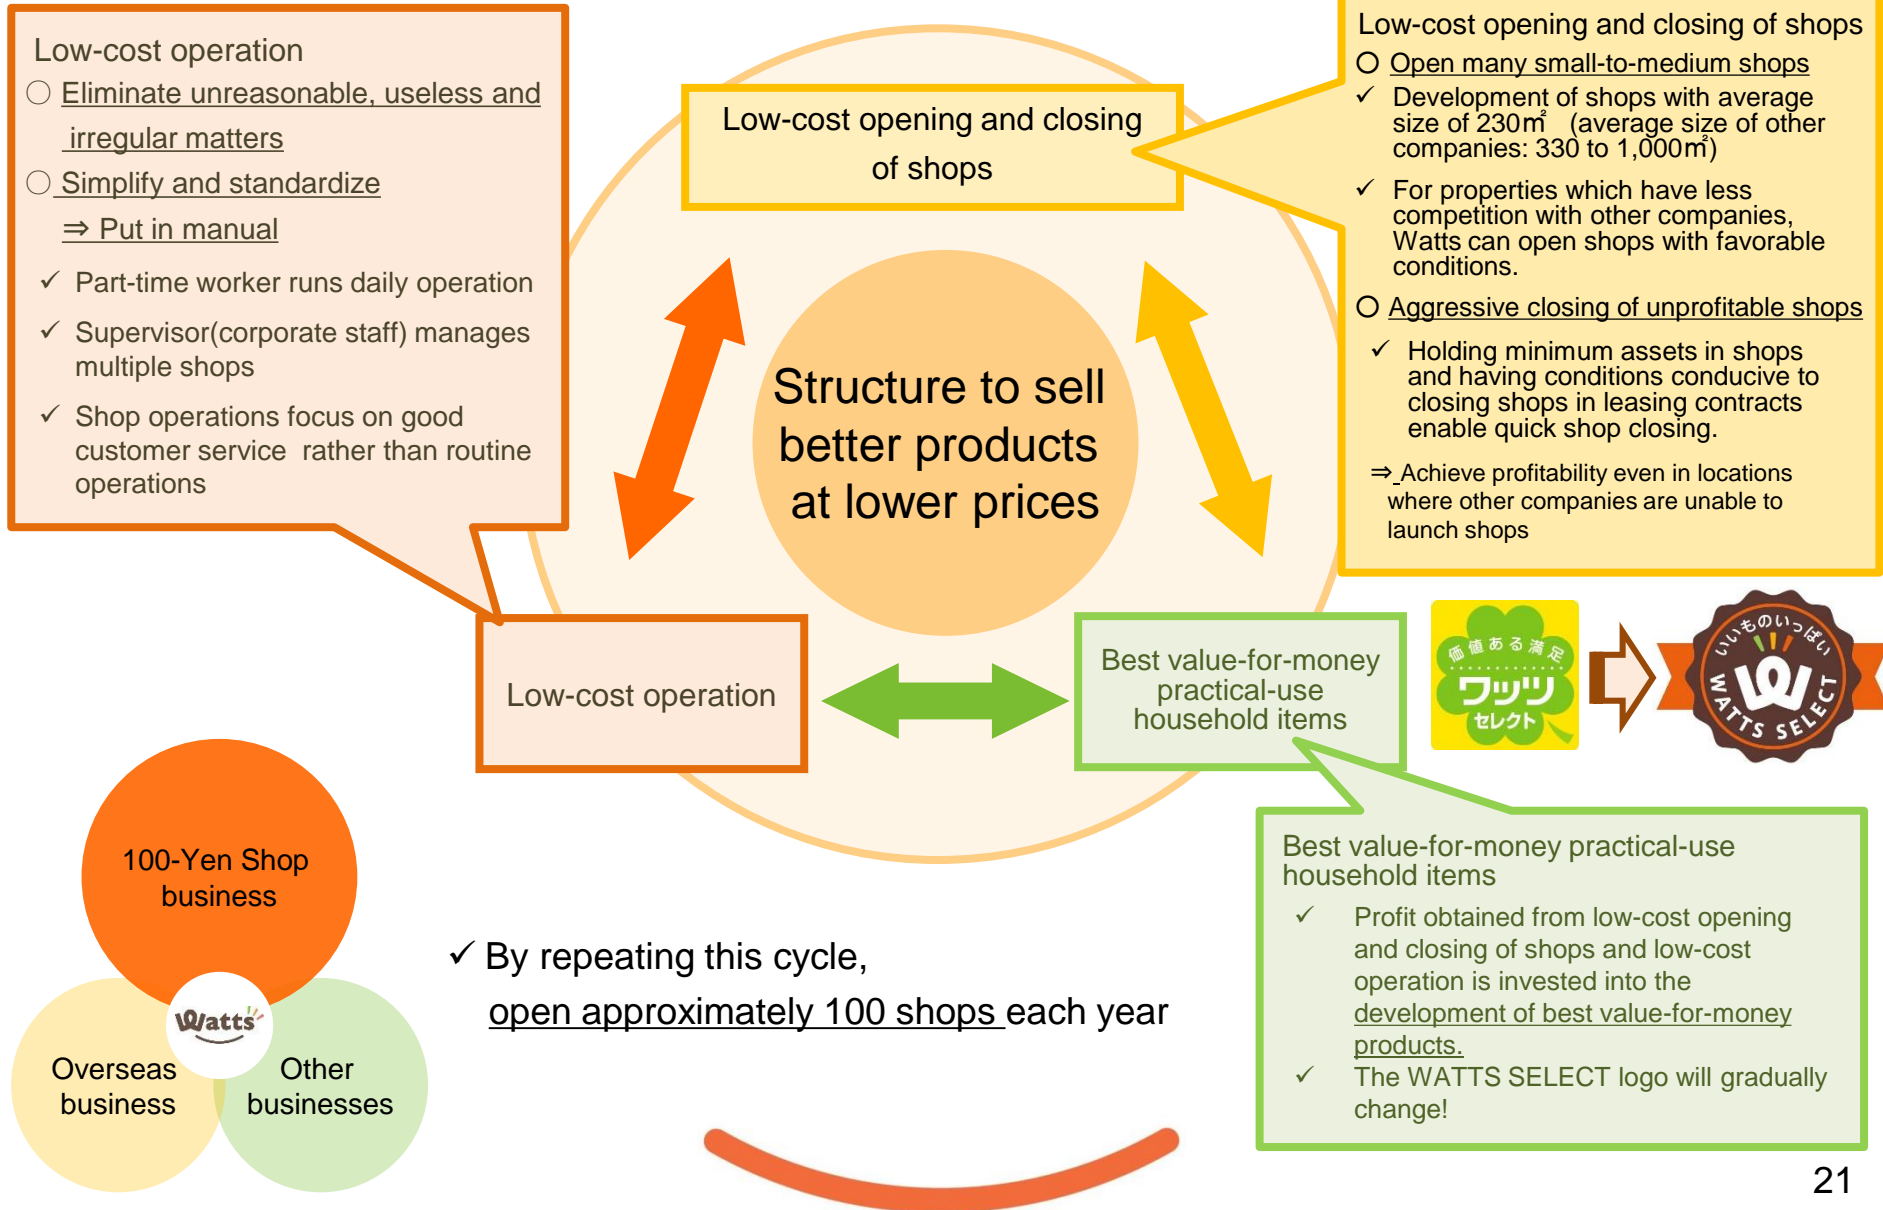 Low-cost operation
○ Eliminate unreasonable, useless and
irregular matters
○ Simplify and standardize
⇒ Put in manual
✓ Part-time worker runs daily operation
✓ Supervisor(corporate staff) manages
multiple shops
✓ Shop operations focus on good
customer service rather than routine
operations
Low-cost opening and closing
of shops
Low-cost opening and closing of shops
○ Open many small-to-medium shops
✓ Development of shops with average
size of 230㎡ (average size of other
companies: 330 to 1,000㎡)
✓ For properties which have less
competition with other companies,
Watts can open shops with favorable
conditions.
○ Aggressive closing of unprofitable shops
✓ Holding minimum assets in shops
and having conditions conducive to
closing shops in leasing contracts
enable quick shop closing.
⇒ Achieve profitability even in locations
where other companies are unable to
launch shops
Structure to sell
better products
at lower prices
Low-cost operation
Best value-for-money
practical-use
household items
価値ある満足
ワッツ
セレクト
いいものいっぱい
W
WATTS SELECT
Best value-for-money practical-use
household items
✓ Profit obtained from low-cost opening
and closing of shops and low-cost
operation is invested into the
development of best value-for-money
products.
✓ The WATTS SELECT logo will gradually
change!
100-Yen Shop
business
Watts
Overseas
business
Other
businesses
✓ By repeating this cycle,
open approximately 100 shops each year
21